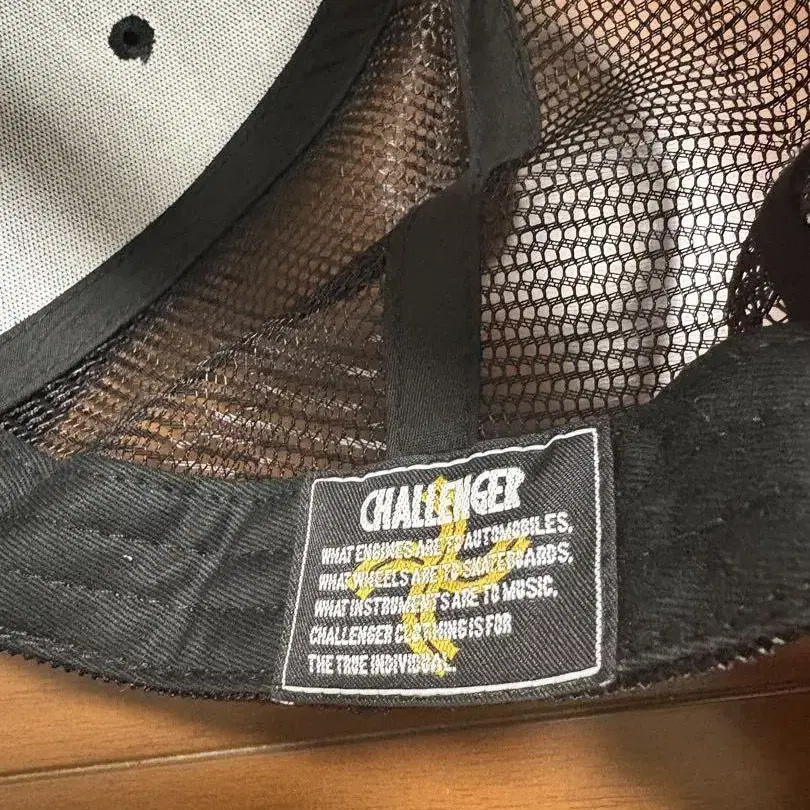 CHALLENGER
WHAT ENGINES ARE TO AUTOMOBILES,
WHAT WHEELS ARE TO SKATEBOARDS,
WHAT INSTRUMENTS ARE TO MUSIC,
CHALLENGER CLOTHING IS FOR
THE TRUE INDIVIDUAL.